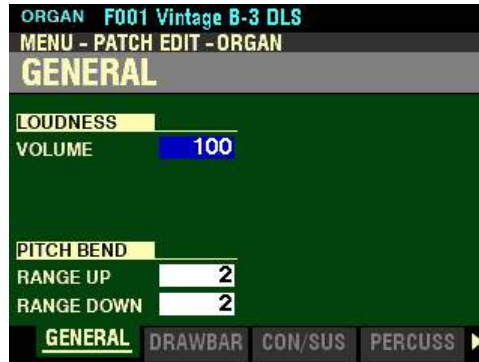 ORGAN F001 Vintage B-3 DLS
MENU - PATCH EDIT - ORGAN
GENERAL
LOUDNESS
VOLUME 100
PITCH BEND
RANGE UP 2
RANGE DOWN 2
GENERAL DRAWBAR CON/SUS PERCUSS